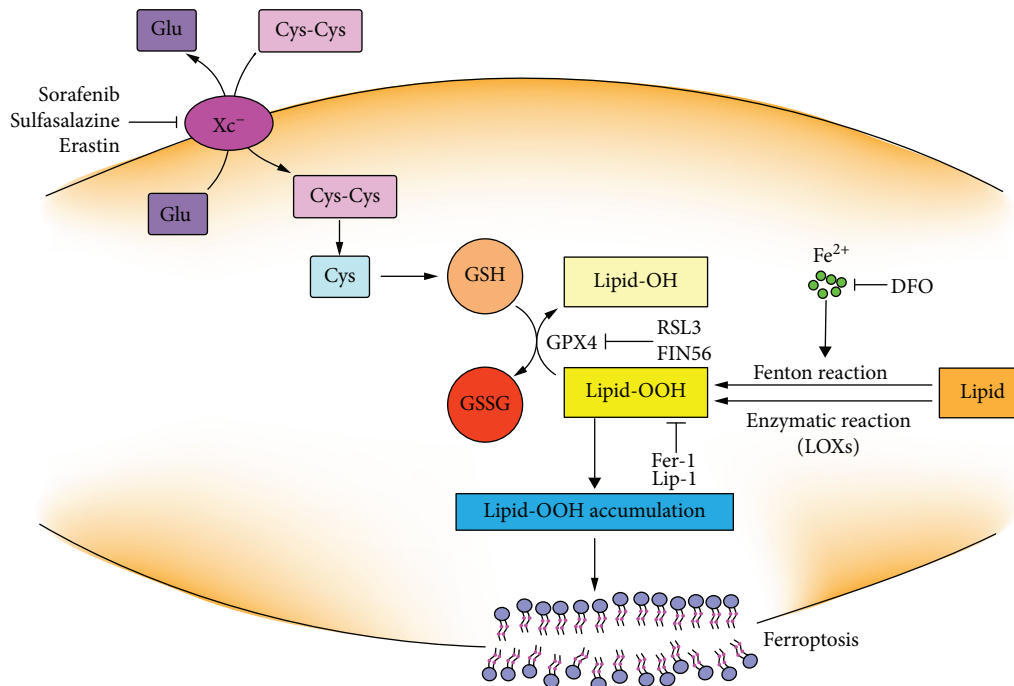 Glu
Cys-Cys
Sorafenib
Sulfasalazine
Erastin
Xc⁻
Glu
Cys-Cys
Cys
GSH
Lipid-OH
Fe²⁺
DFO
GPX4
RSL3
FIN56
GSSG
Lipid-OOH
Fenton reaction
Lipid
Enzymatic reaction
(LOXs)
Fer-1
Lip-1
Lipid-OOH accumulation
Ferroptosis